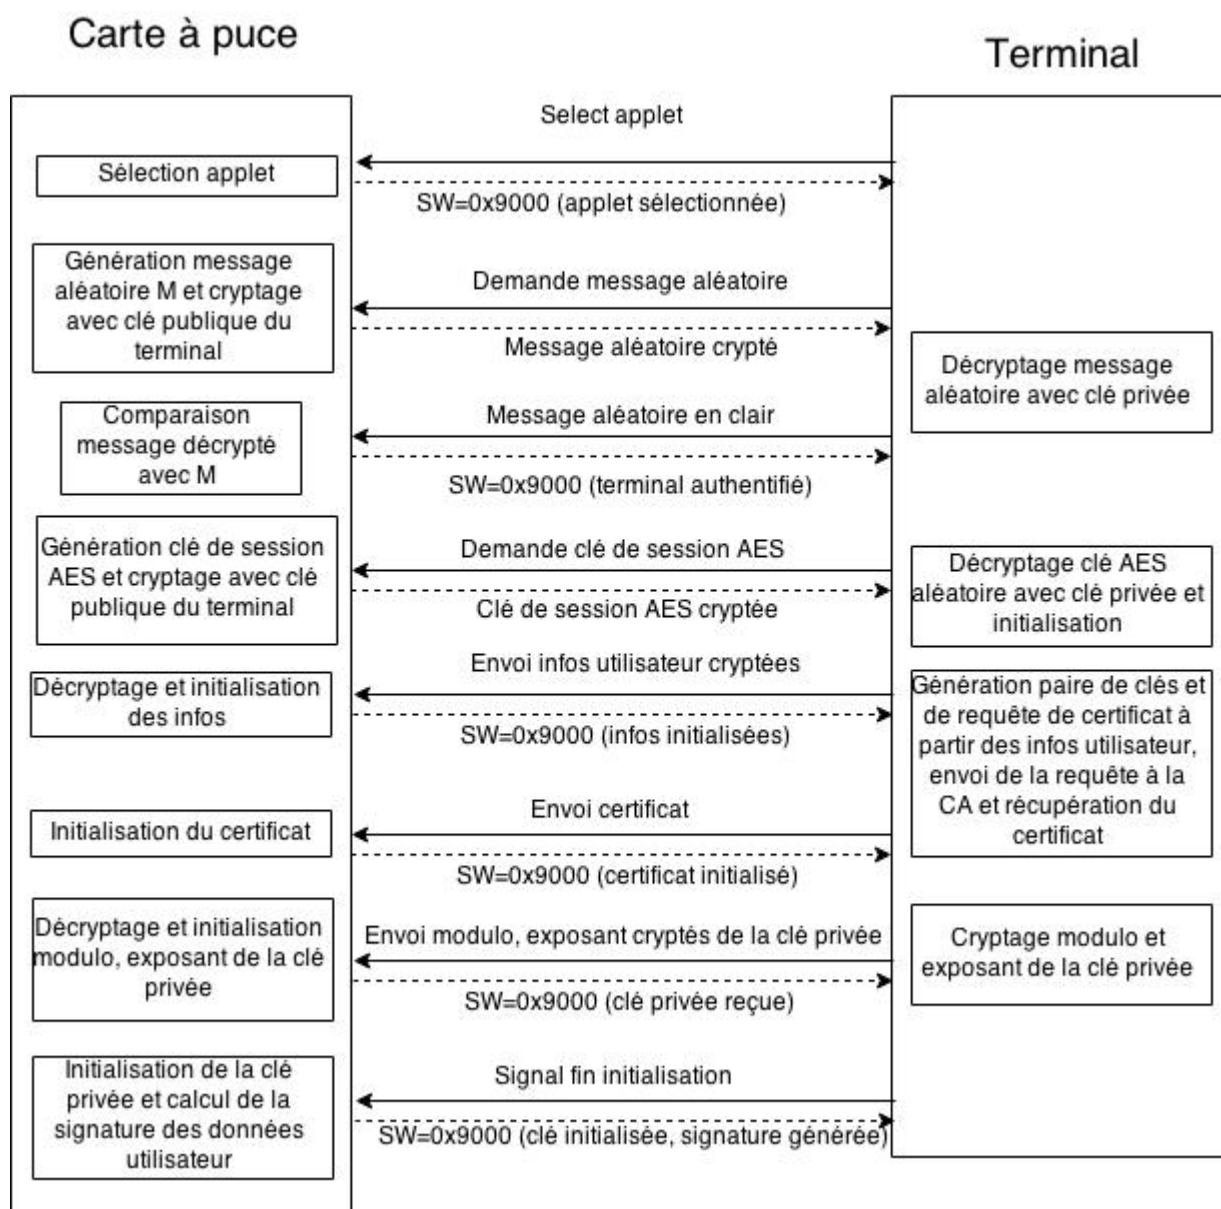 Carte à puce
Terminal
Select applet
Sélection applet
SW=0x9000 (applet sélectionnée)
Génération message
aléatoire M et cryptage
avec clé publique du
terminal
Demande message aléatoire
Message aléatoire crypté
Décryptage message
aléatoire avec clé privée
Comparaison
message décrypté
avec M
Message aléatoire en clair
SW=0x9000 (terminal authentifié)
Génération clé de session
AES et cryptage avec clé
publique du terminal
Demande clé de session AES
Clé de session AES cryptée
Décryptage clé AES
aléatoire avec clé privée et
initialisation
Envoi infos utilisateur cryptées
Décryptage et initialisation
des infos
SW=0x9000 (infos initialisées)
Génération paire de clés et
de requête de certificat à
partir des infos utilisateur,
envoi de la requête à la
CA et récupération du
certificat
Envoi certificat
Initialisation du certificat
SW=0x9000 (certificat initialisé)
Décryptage et initialisation
modulo, exposant de la clé
privée
Envoi modulo, exposant cryptés de la clé privée
SW=0x9000 (clé privée reçue)
Cryptage modulo et
exposant de la clé privée
Initialisation de la clé
privée et calcul de la
signature des données
utilisateur
Signal fin initialisation
SW=0x9000 (clé initialisée, signature générée)